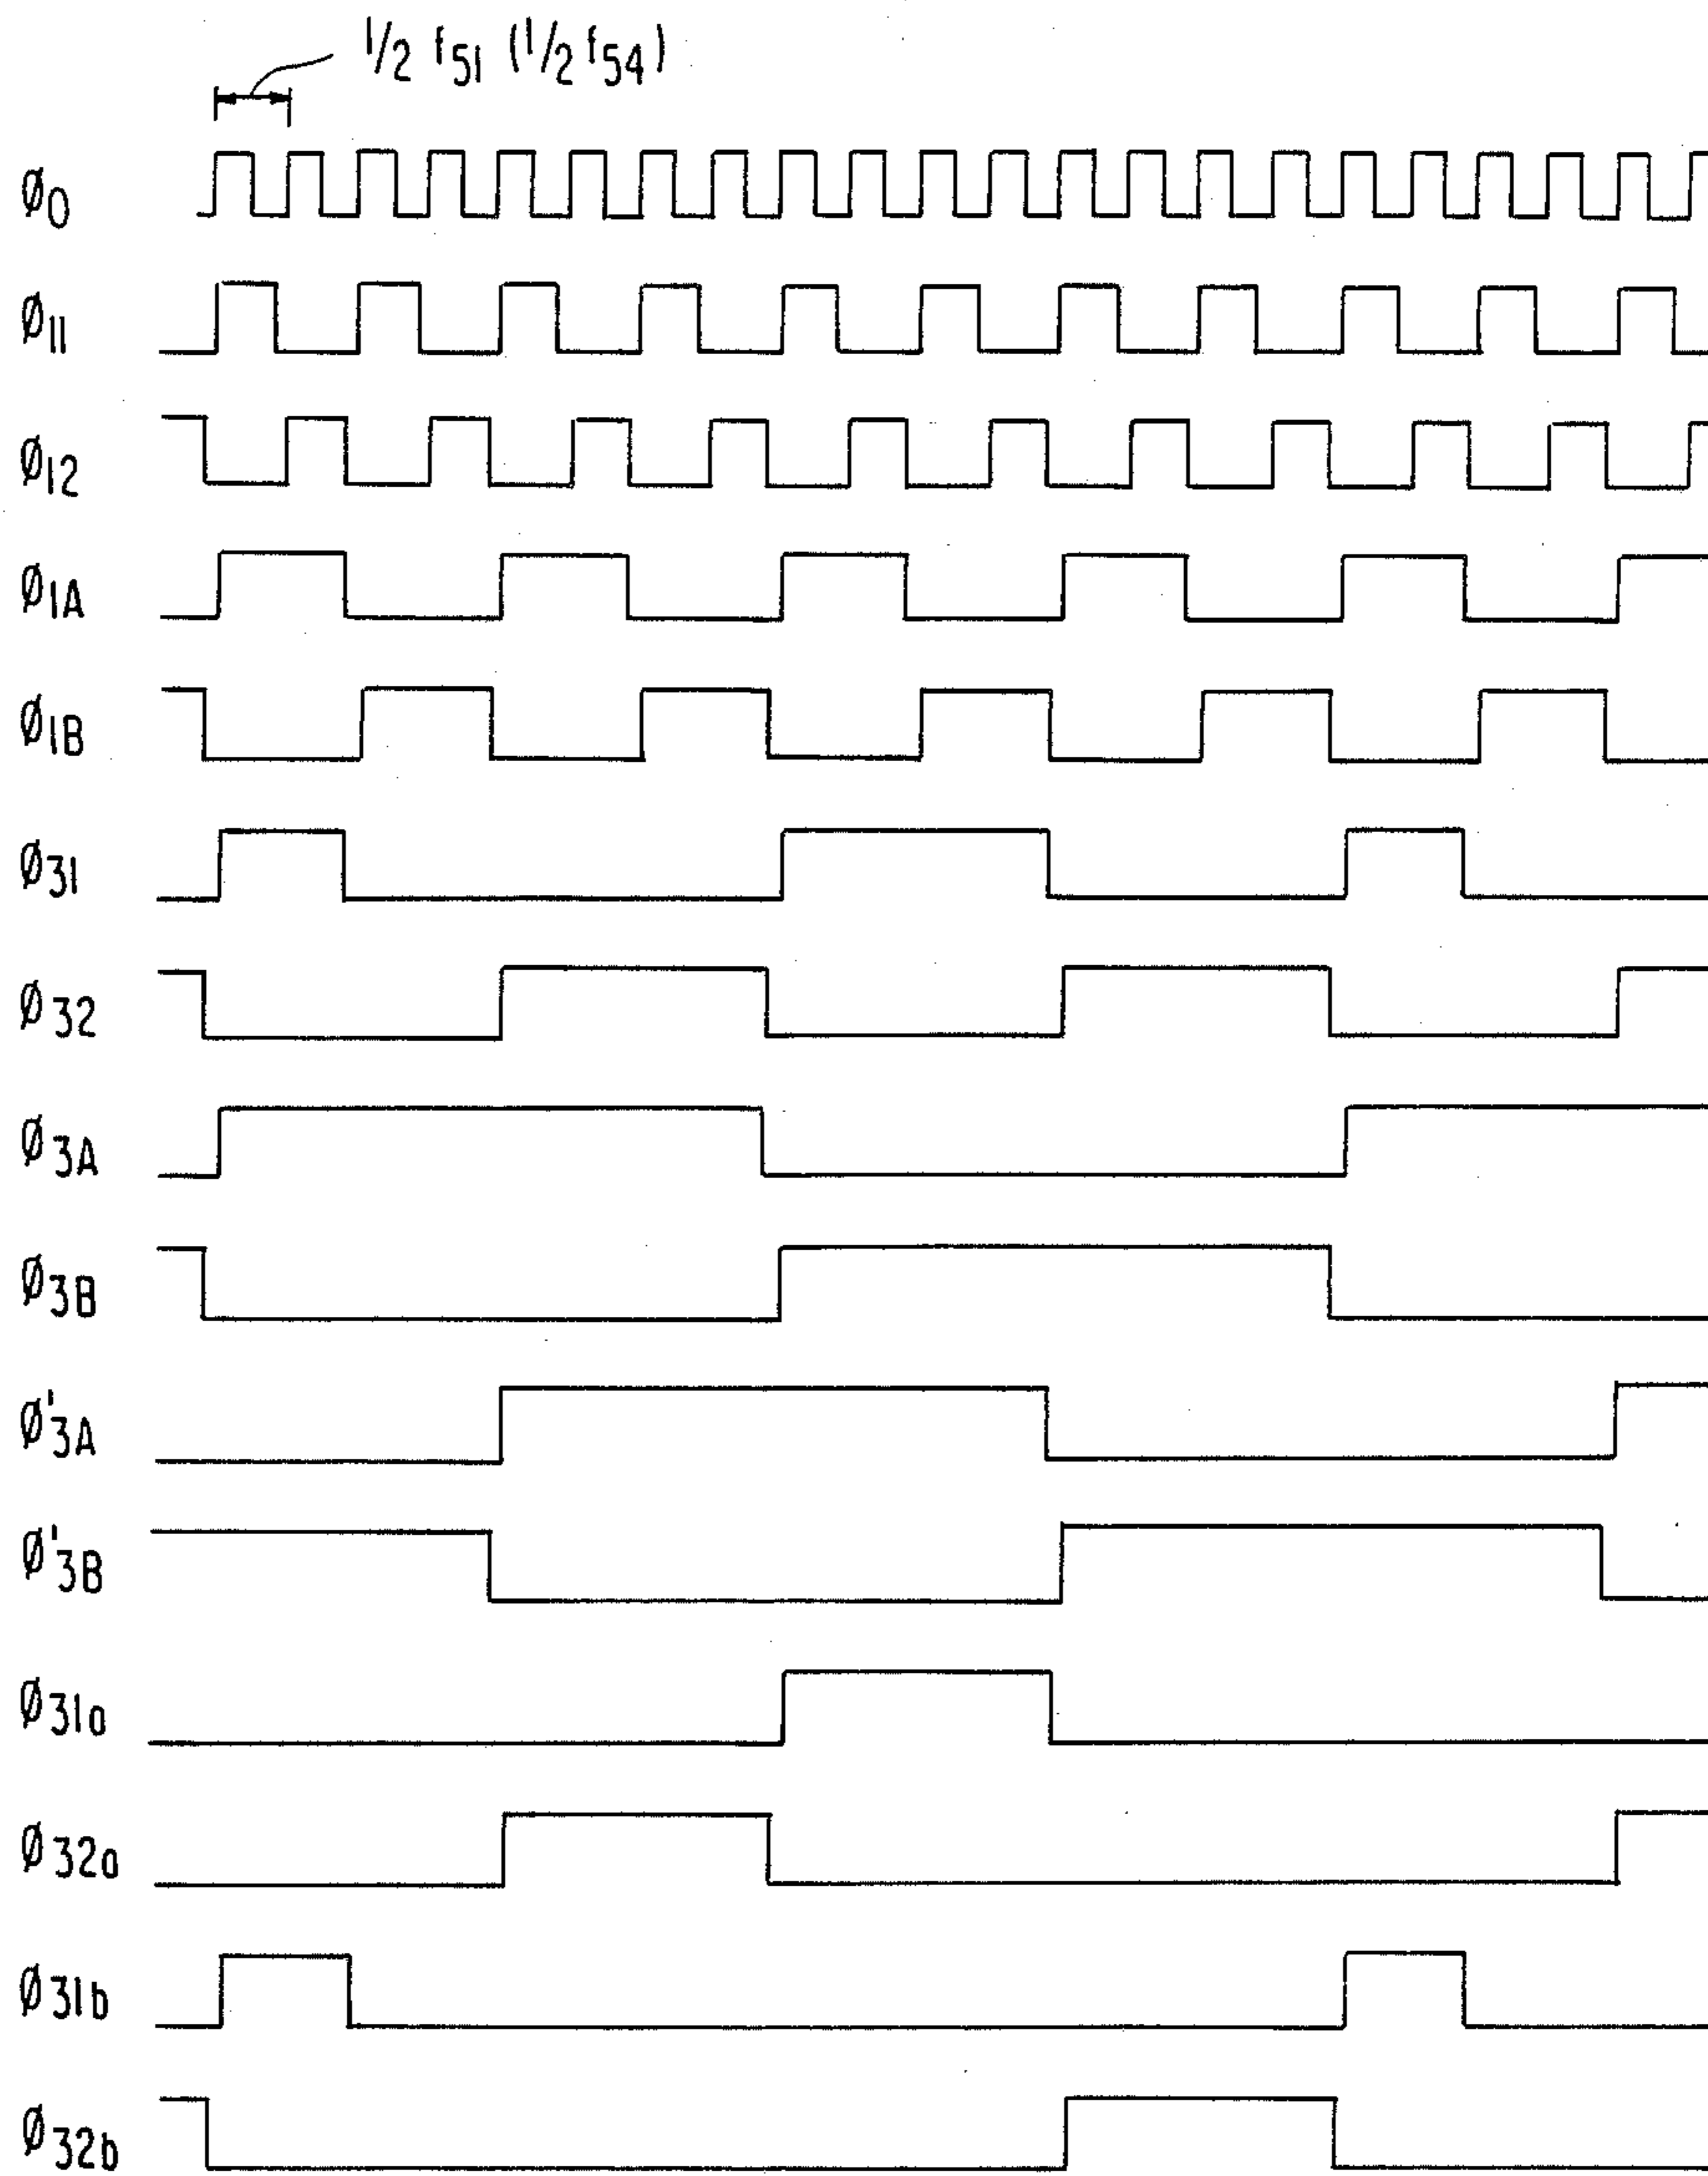 1/2 f51 (1/2 f54)
Ø0
Ø11
Ø12
Ø1A
Ø1B
Ø31
Ø32
Ø3A
Ø3B
Ø'3A
Ø'3B
Ø31a
Ø32a
Ø31b
Ø32b